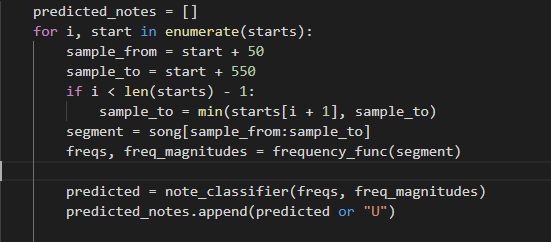 predicted_notes = []
for i, start in enumerate(starts):
    sample_from = start + 50
    sample_to = start + 550
    if i < len(starts) - 1:
        sample_to = min(starts[i + 1], sample_to)
    segment = song[sample_from:sample_to]
    freqs, freq_magnitudes = frequency_func(segment)

    predicted = note_classifier(freqs, freq_magnitudes)
    predicted_notes.append(predicted or "U")